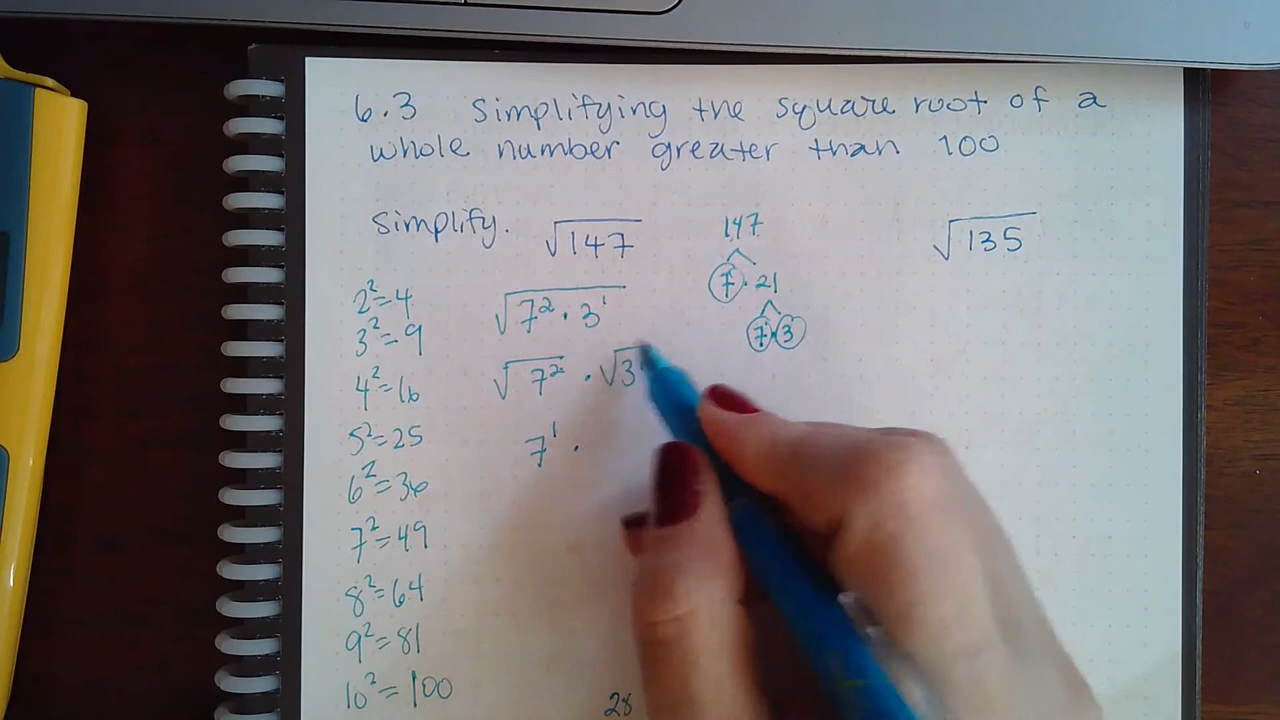 6.3 Simplifying the square root of a
whole number greater than 100
Simplify.
√147
147
7 · 21
7 · 3
√7² · 3¹
√7² · √3¹
7¹ ·
√135
2²=4
3²=9
4²=16
5²=25
6²=36
7²=49
8²=64
9²=81
10²=100
28